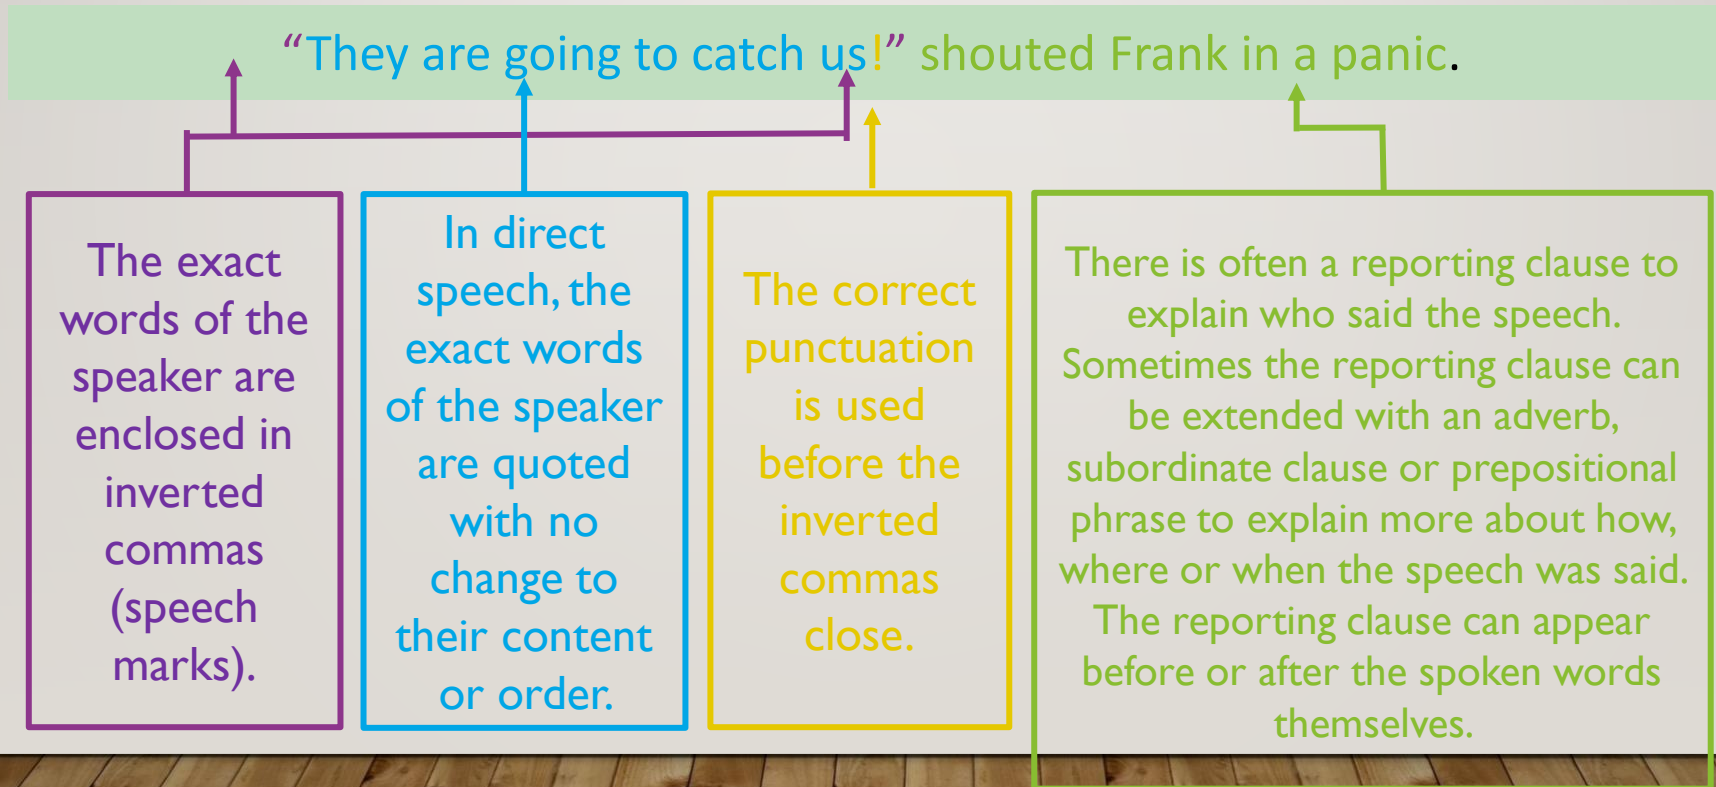 “They are going to catch us!” shouted Frank in a panic.
The exact
words of the
speaker are
enclosed in
inverted
commas
(speech
marks).
In direct
speech, the
exact words
of the speaker
are quoted
with no
change to
their content
or order.
The correct
punctuation
is used
before the
inverted
commas
close.
There is often a reporting clause to
explain who said the speech.
Sometimes the reporting clause can
be extended with an adverb,
subordinate clause or prepositional
phrase to explain more about how,
where or when the speech was said.
The reporting clause can appear
before or after the spoken words
themselves.